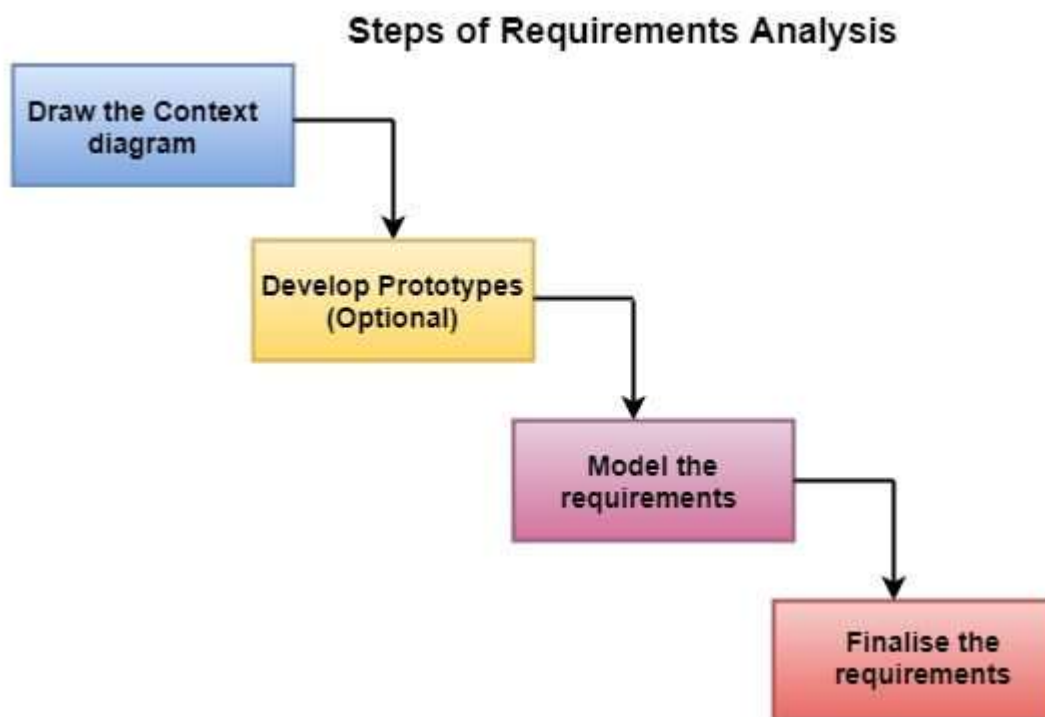 Steps of Requirements Analysis
Draw the Context
diagram
Develop Prototypes
(Optional)
Model the
requirements
Finalise the
requirements